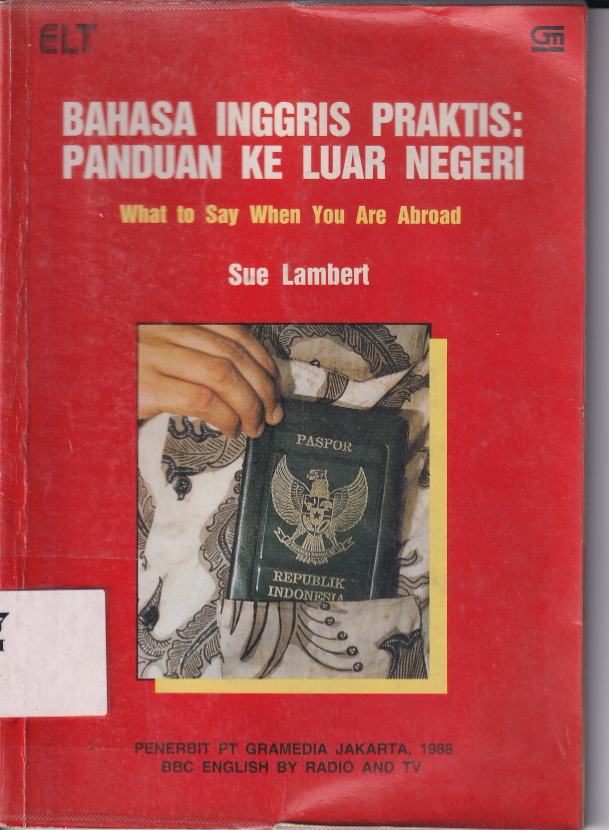 ELT
GM
BAHASA INGGRIS PRAKTIS:
PANDUAN KE LUAR NEGERI
What to Say When You Are Abroad
Sue Lambert
PASPOR
REPUBLIK
INDONESIA
PENERBIT PT GRAMEDIA JAKARTA, 1988
BBC ENGLISH BY RADIO AND TV